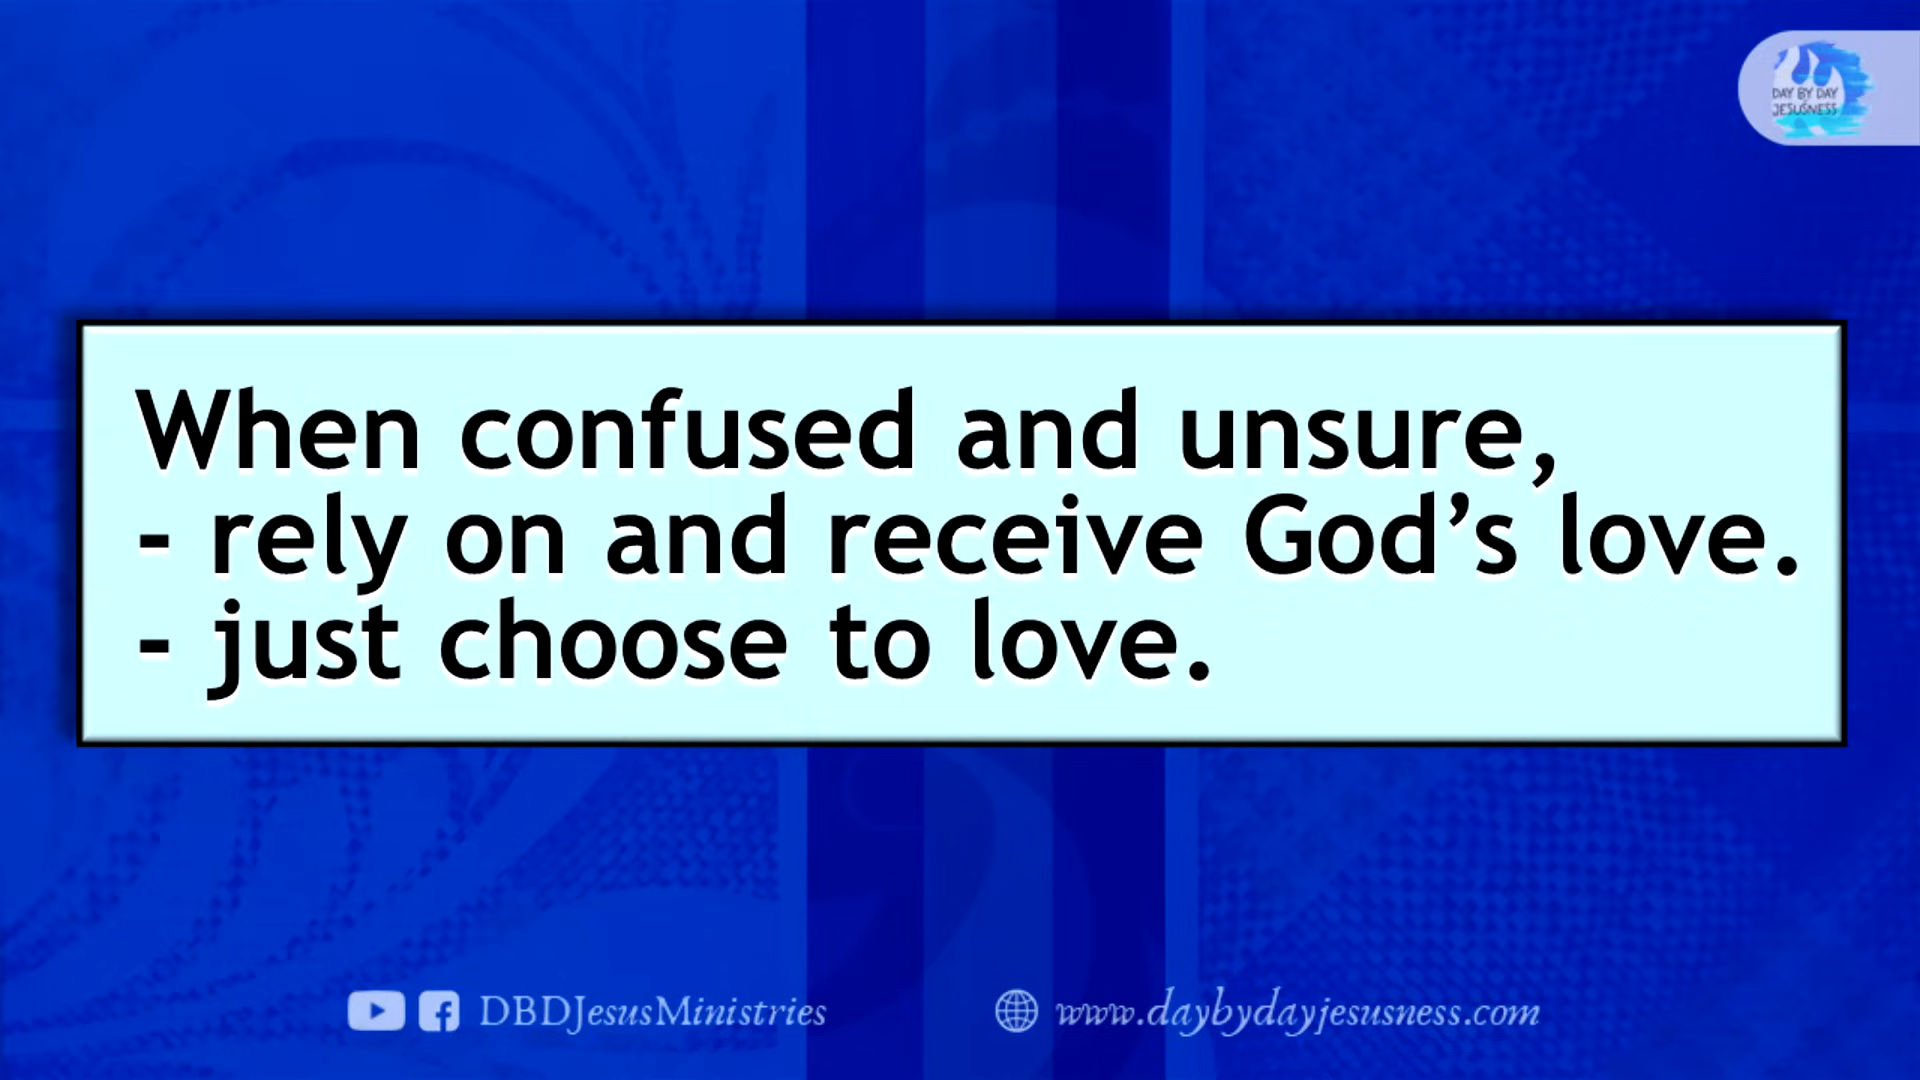 DAY BY DAY
JESUSNESS
When confused and unsure,
- rely on and receive God’s love.
- just choose to love.
DBDJesusMinistries
www.daybydayjesusness.com